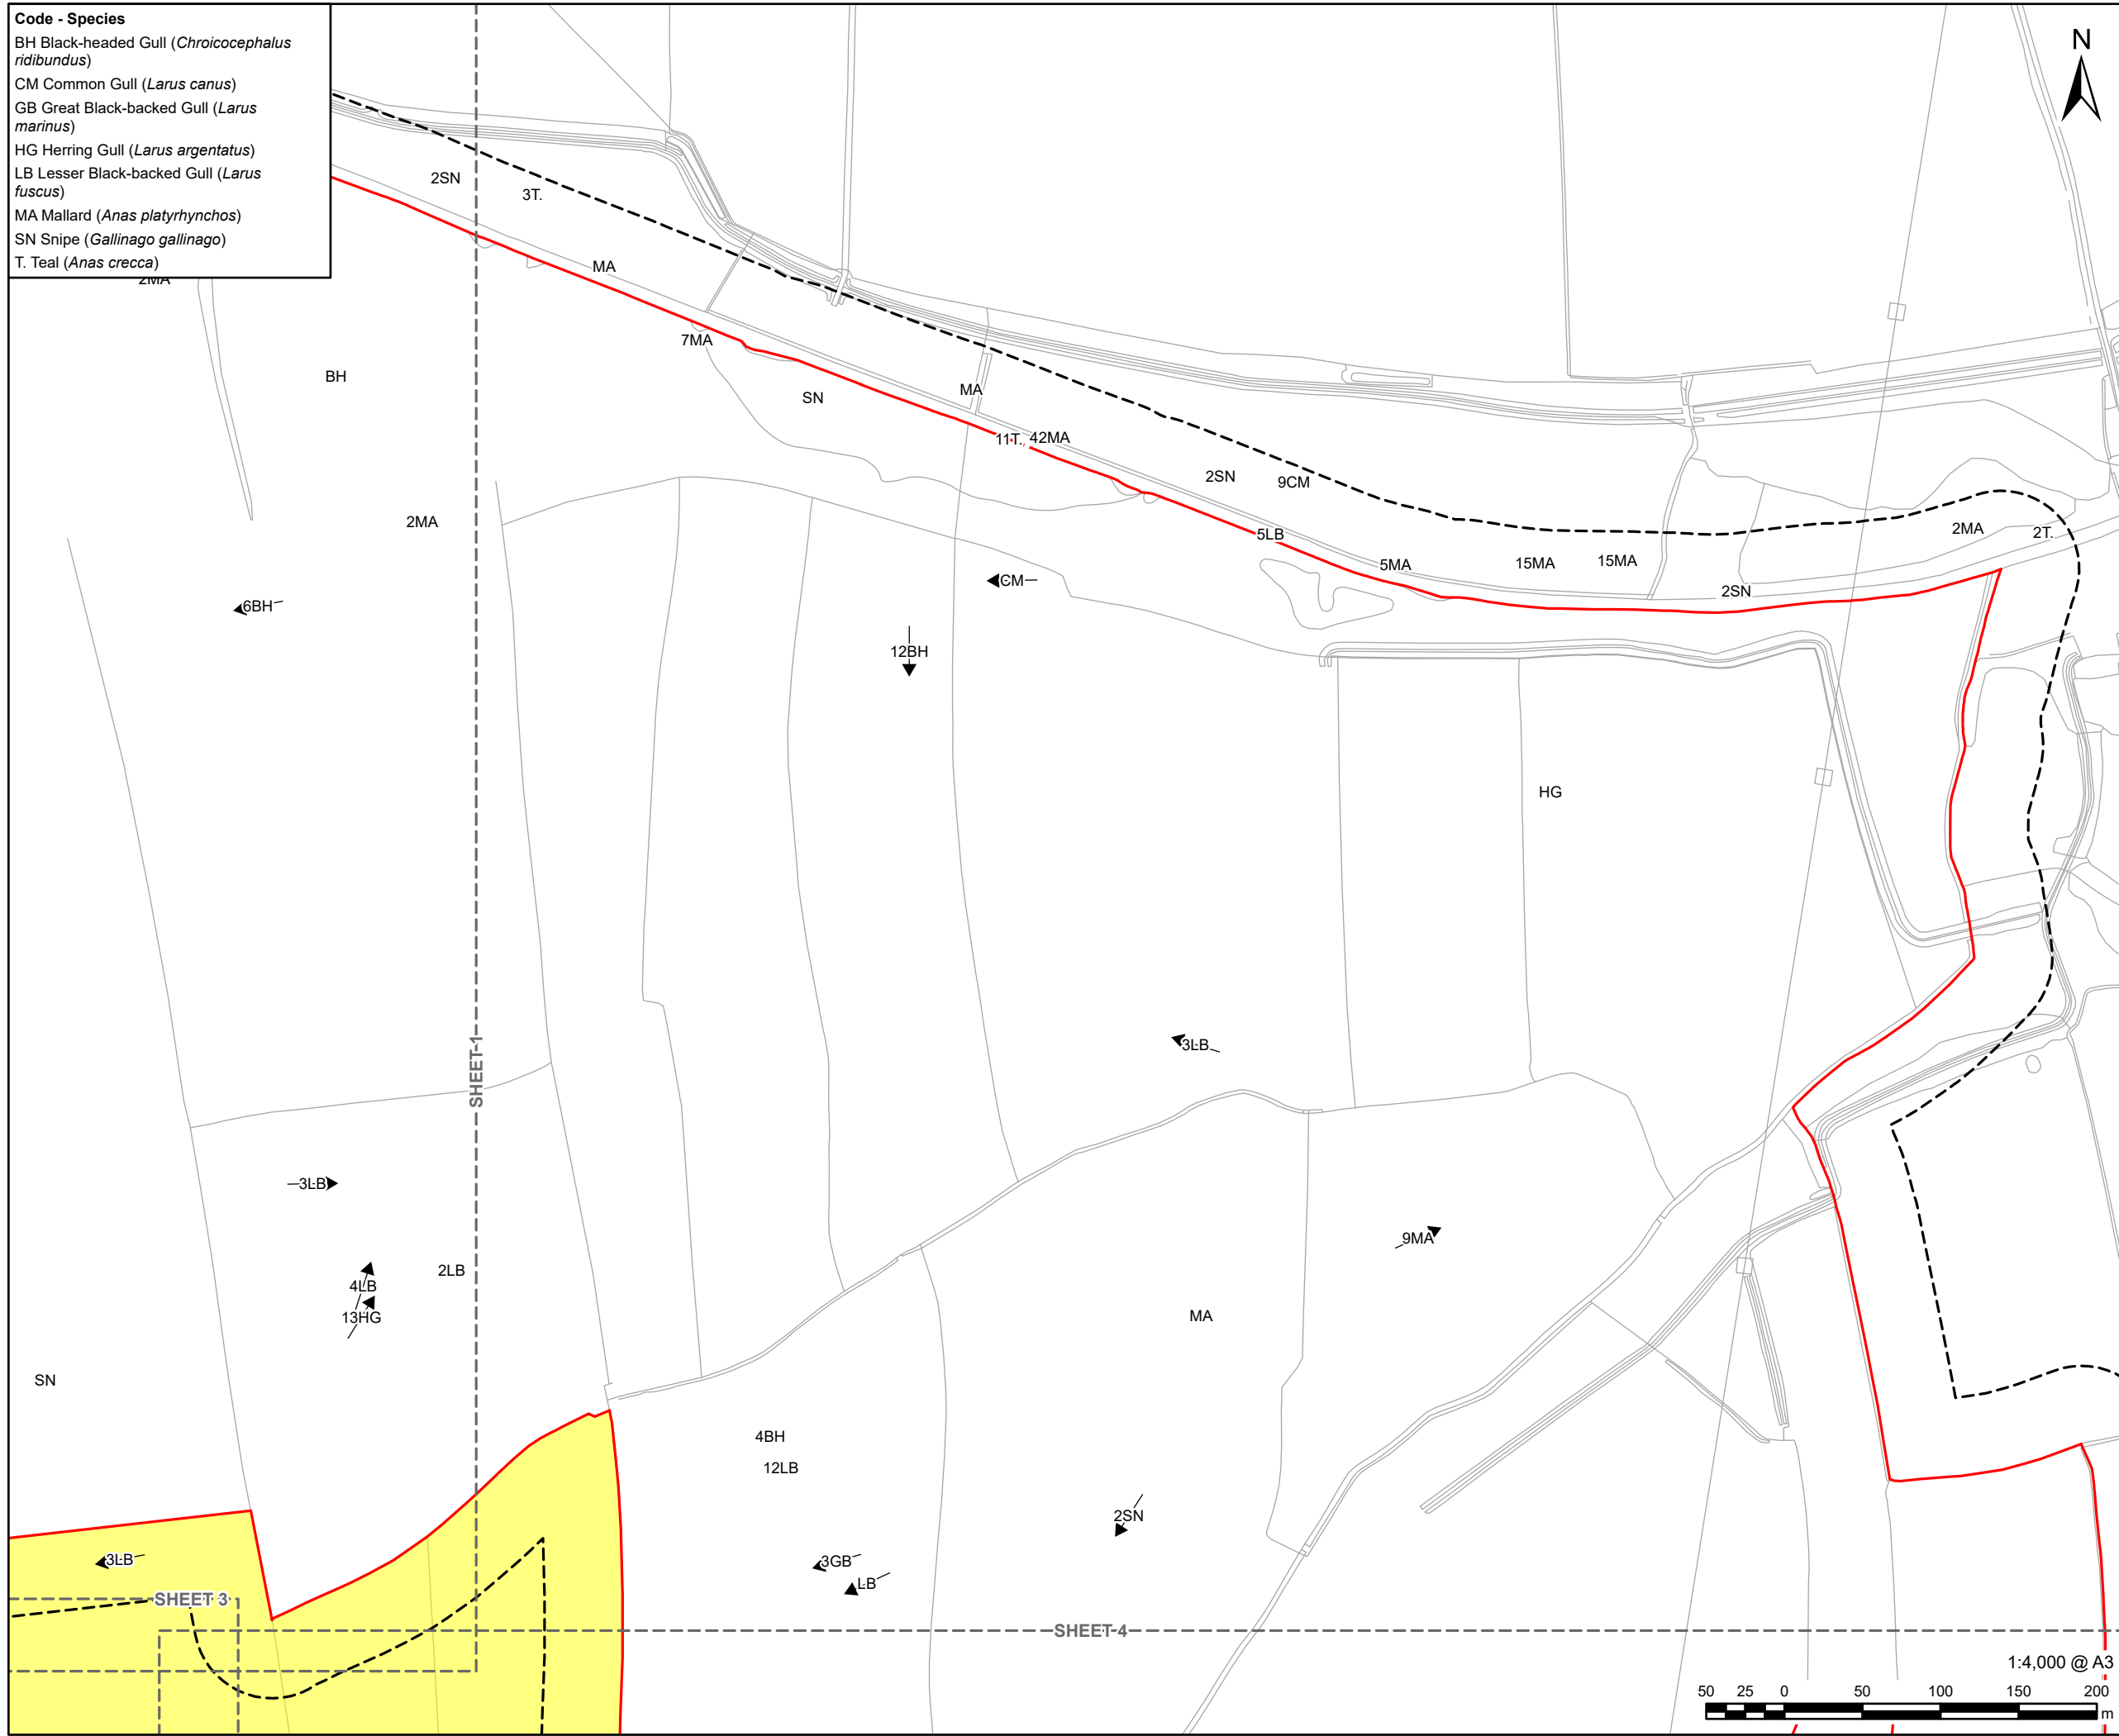 Code - Species
BH Black-headed Gull (Chroicocephalus
ridibundus)
CM Common Gull (Larus canus)
GB Great Black-backed Gull (Larus
marinus)
HG Herring Gull (Larus argentatus)
LB Lesser Black-backed Gull (Larus
fuscus)
MA Mallard (Anas platyrhynchos)
SN Snipe (Gallinago gallinago)
T. Teal (Anas crecca)
N
2SN
3T.
MA
2MA
7MA
BH
SN
MA
11T. 42MA
2SN
9CM
2MA
5LB
2MA
2T.
5MA
15MA
15MA
CM
2SN
6BH
12BH
HG
SHEET 1
3LB
3LB
9MA
2LB
4LB
13HG
MA
SN
4BH
12LB
2SN
3LB
3GB
LB
SHEET 3
SHEET 4
1:4,000 @ A3
50 25 0 50 100 150 200
m